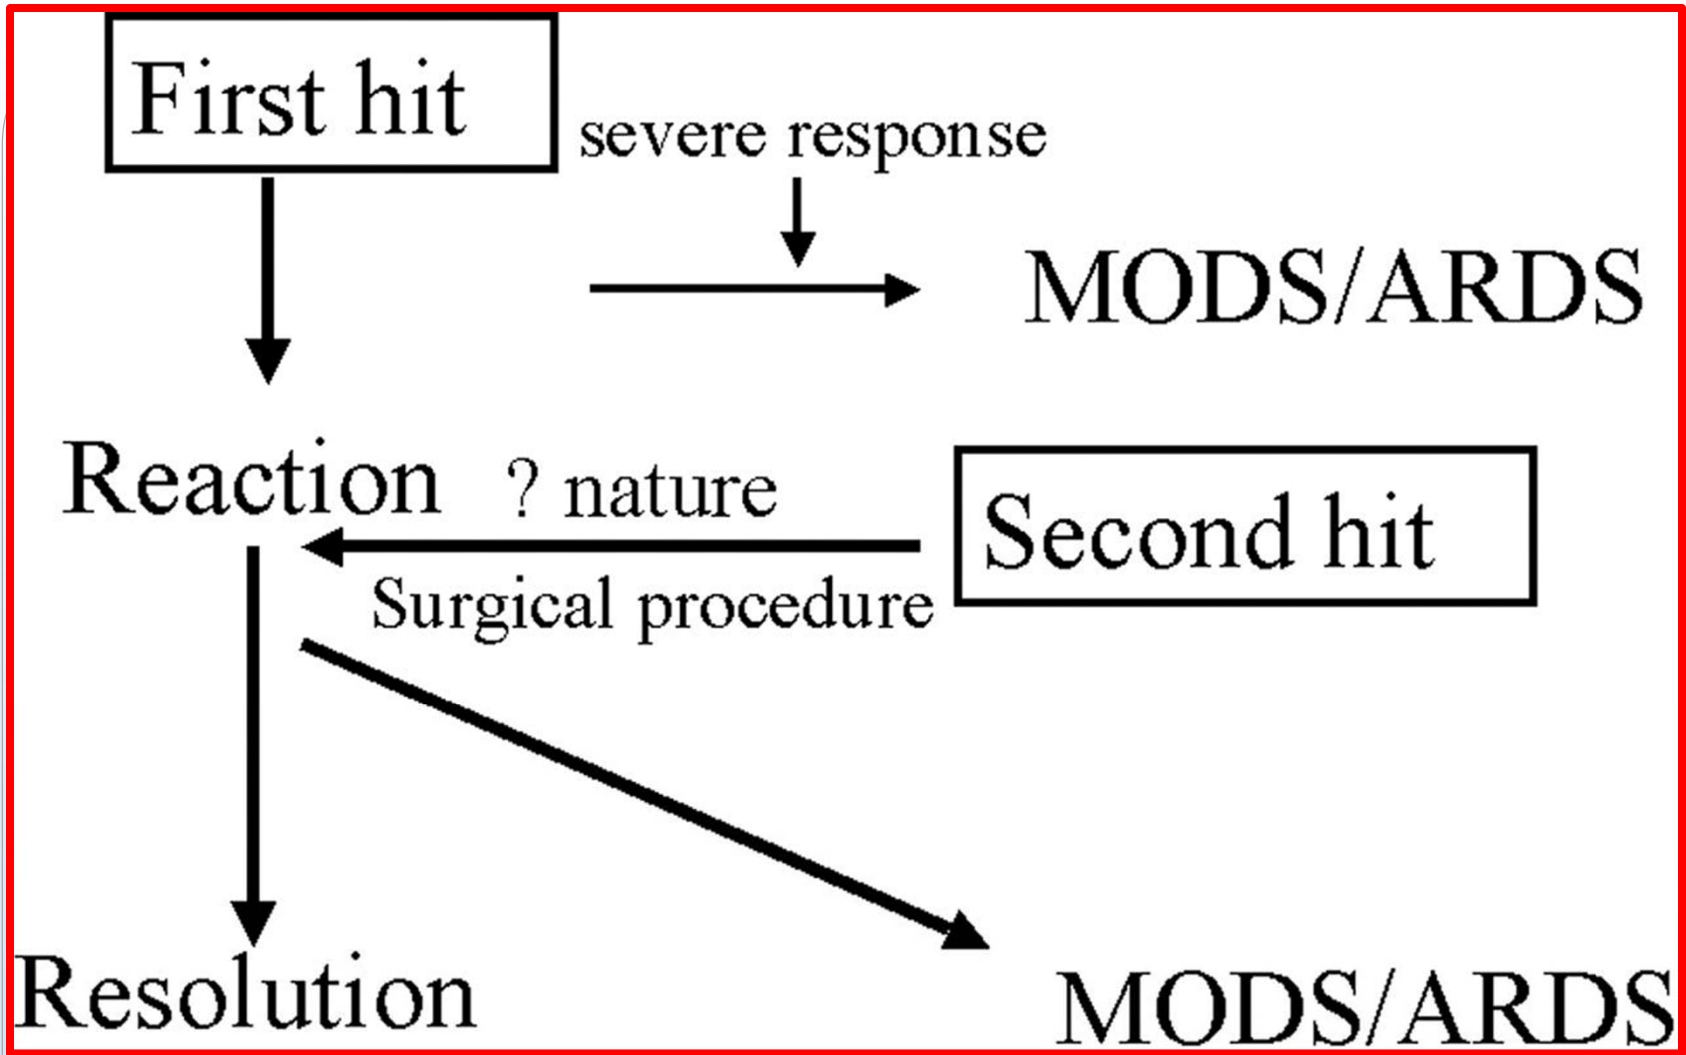 First hit
severe response
MODS/ARDS
Reaction
? nature
Second hit
Surgical procedure
Resolution
MODS/ARDS